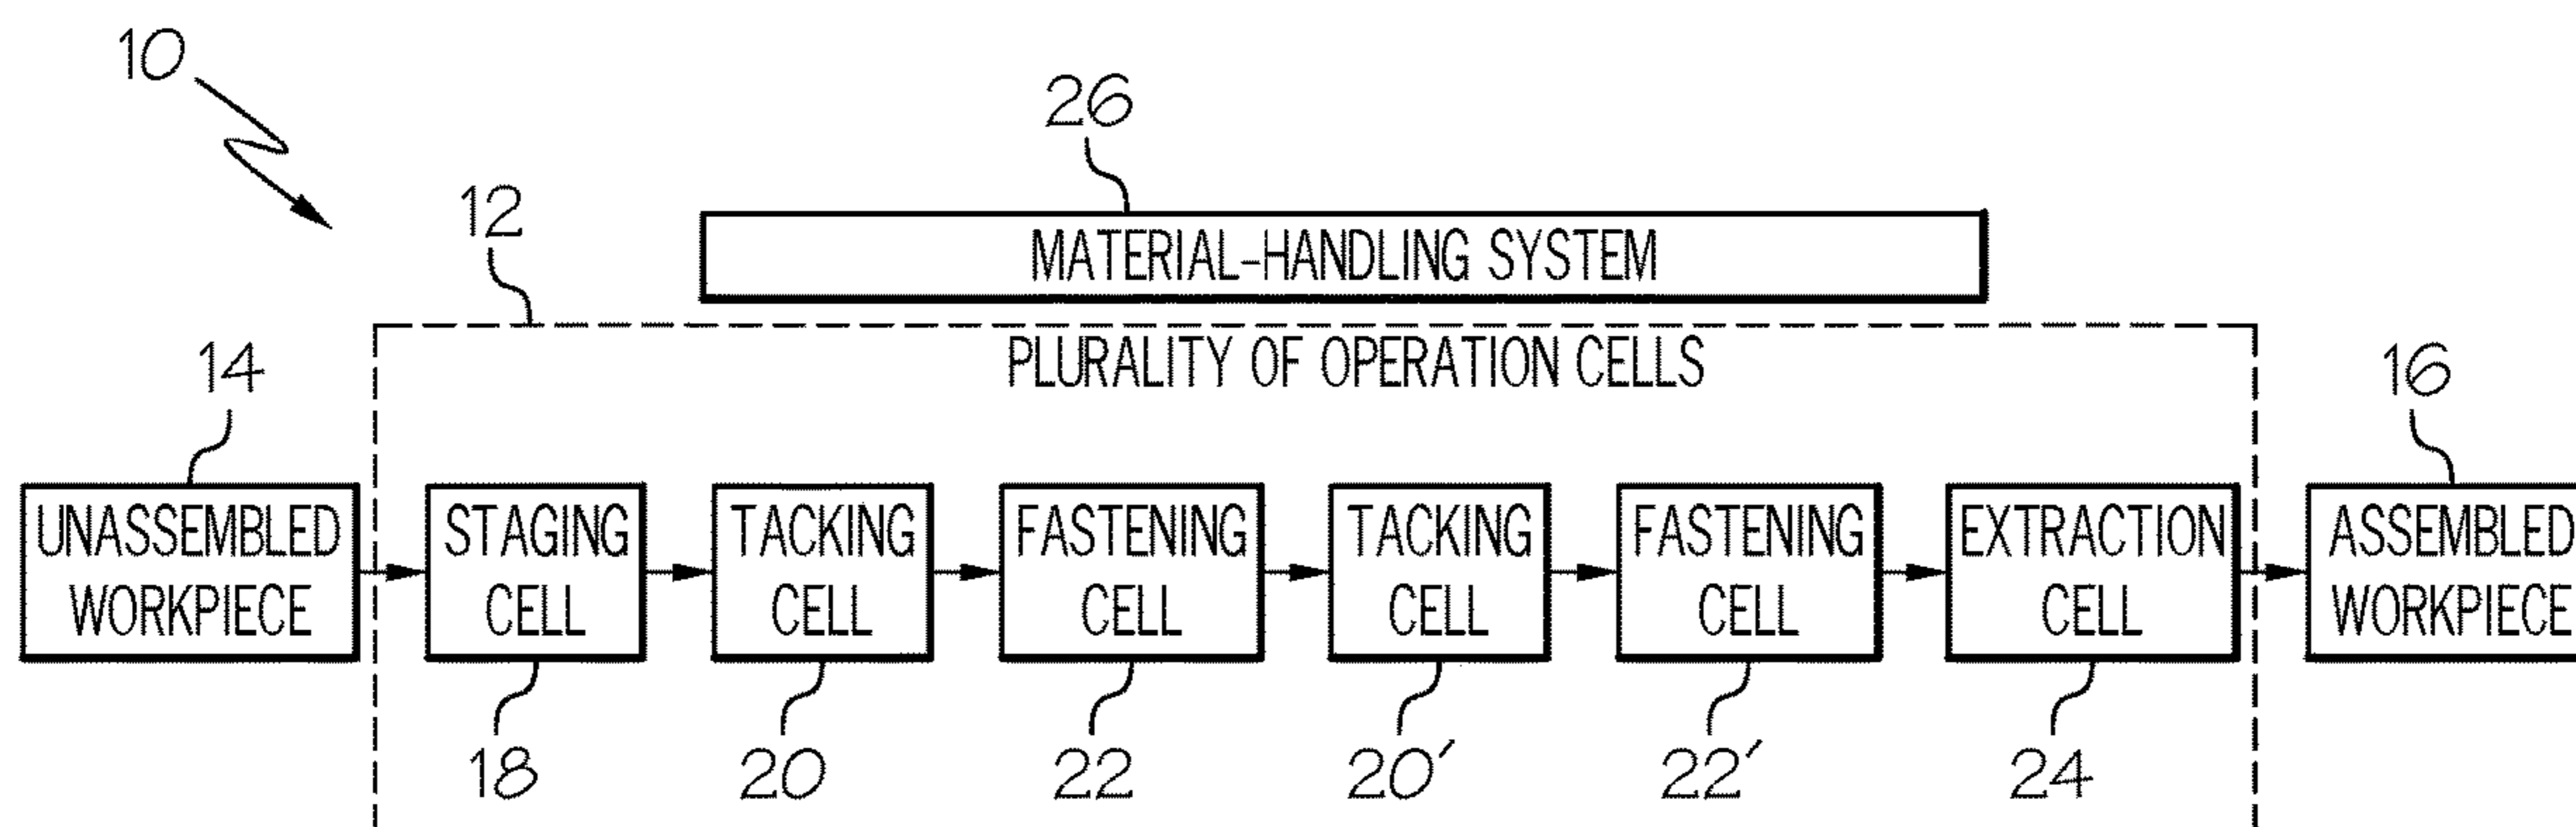 10
26
12
MATERIAL-HANDLING SYSTEM
PLURALITY OF OPERATION CELLS
14
16
UNASSEMBLED
WORKPIECE
STAGING
CELL
TACKING
CELL
FASTENING
CELL
TACKING
CELL
FASTENING
CELL
EXTRACTION
CELL
ASSEMBLED
WORKPIECE
18
20
22
20′
22′
24